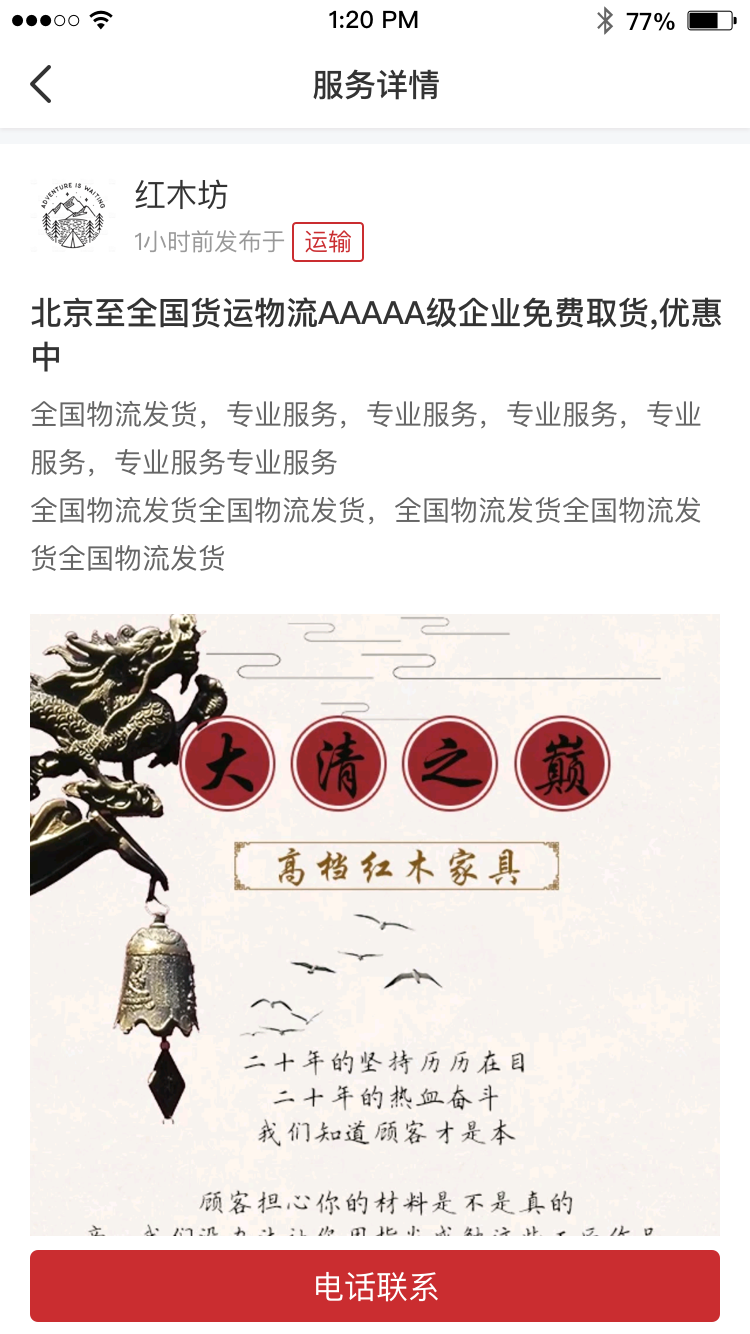 1:20 PM
77%
服务详情
ADVENTURE IS WAITING
红木坊
1小时前发布于 运输
北京至全国货运物流AAAAA级企业免费取货,优惠
中
全国物流发货，专业服务，专业服务，专业服务，专业
服务，专业服务专业服务
全国物流发货全国物流发货，全国物流发货全国物流发
货全国物流发货
大清之巅
高档红木家具
二十年的坚持历历在目
二十年的热血奋斗
我们知道顾客才是本
顾客担心你的材料是不是真的
电话联系